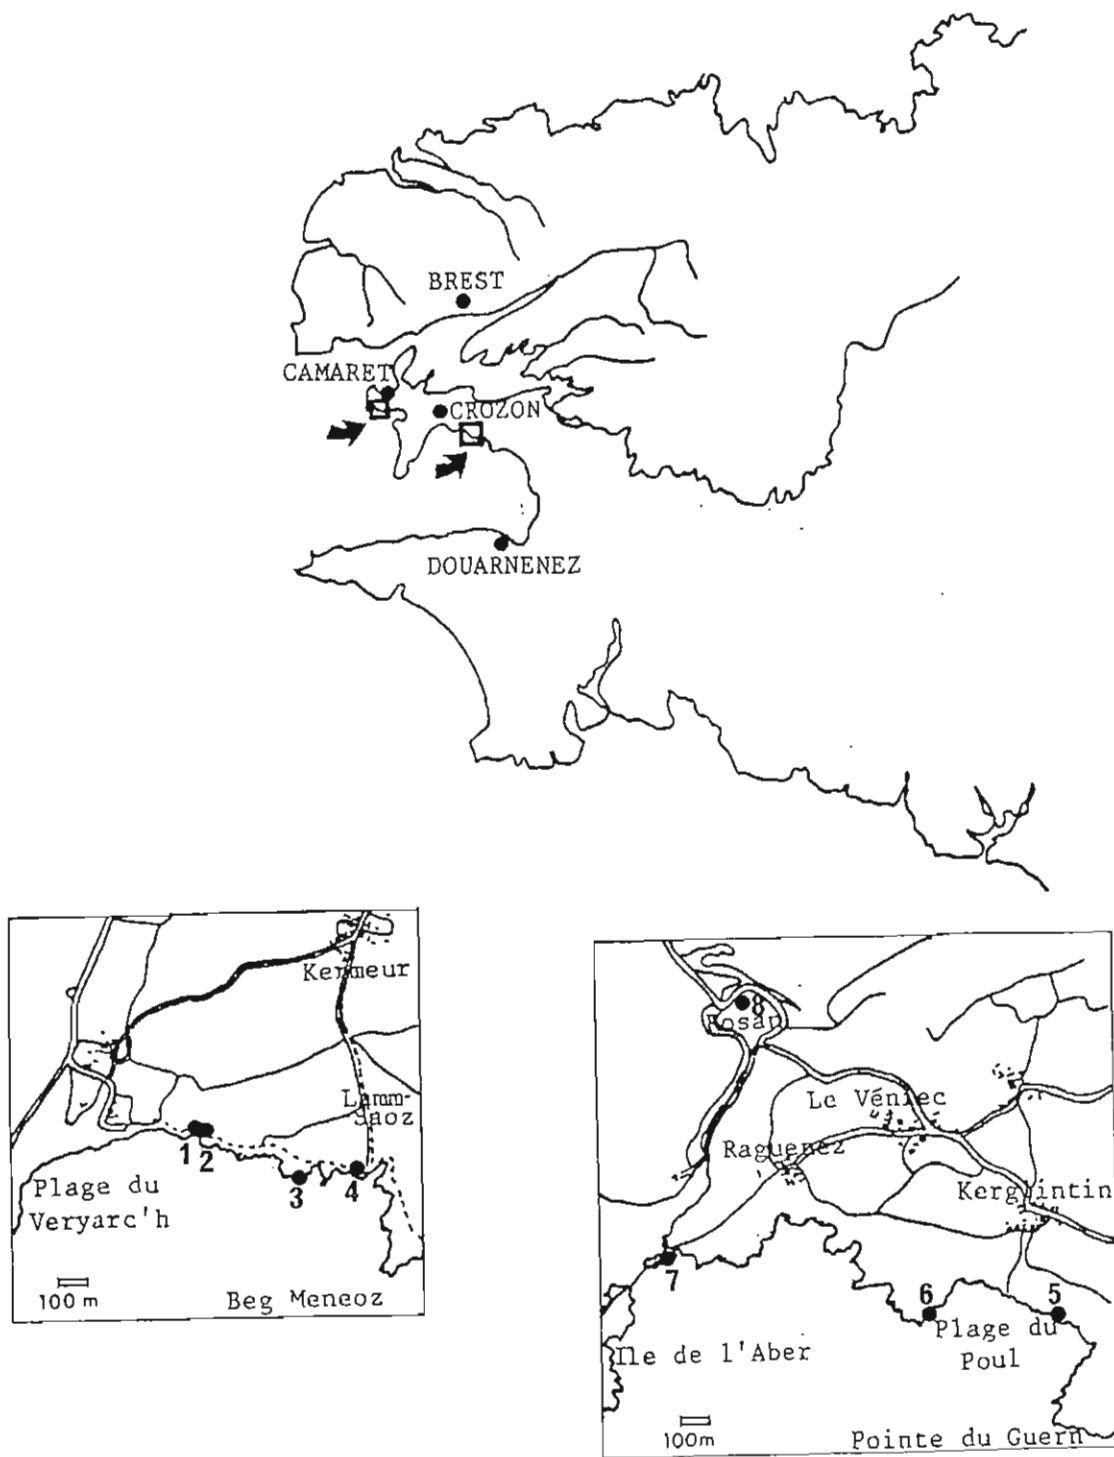 BREST
CAMARET
CROZON
DOUARNENEZ
Kermeur
Lamm-
Saoz
1
2
3
4
Plage du
Veryarc'h
100 m
Beg Meneoz
8
Rosan
Le Véniec
Raguenez
Kerglintin
7
6
5
Plage du
Poul
Ile de l'Aber
100m
Pointe du Guern